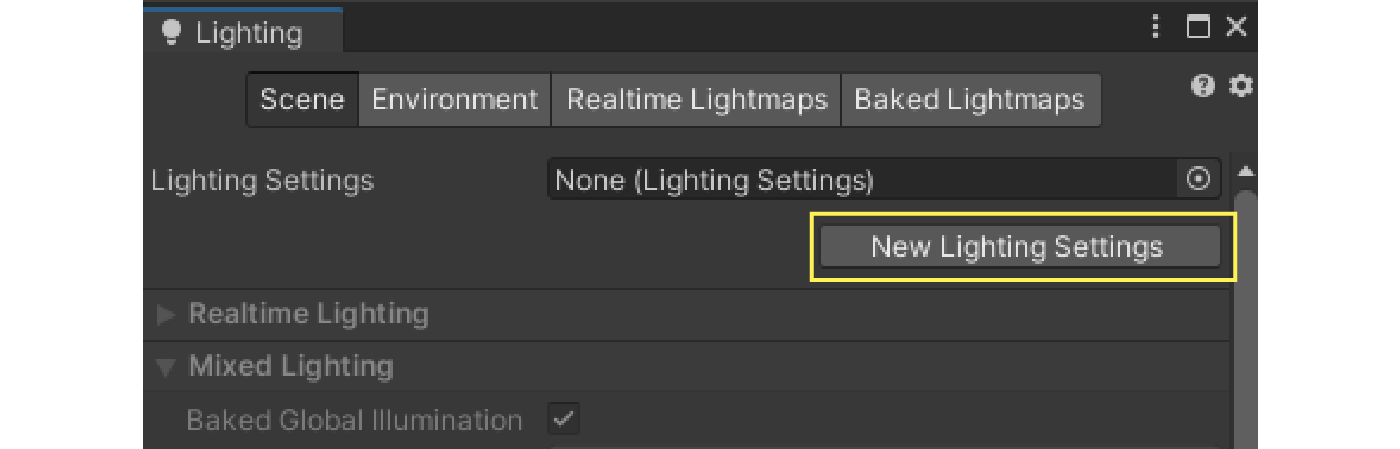 Lighting
Scene Environment Realtime Lightmaps Baked Lightmaps
Lighting Settings None (Lighting Settings)
New Lighting Settings
Realtime Lighting
Mixed Lighting
Baked Global Illumination